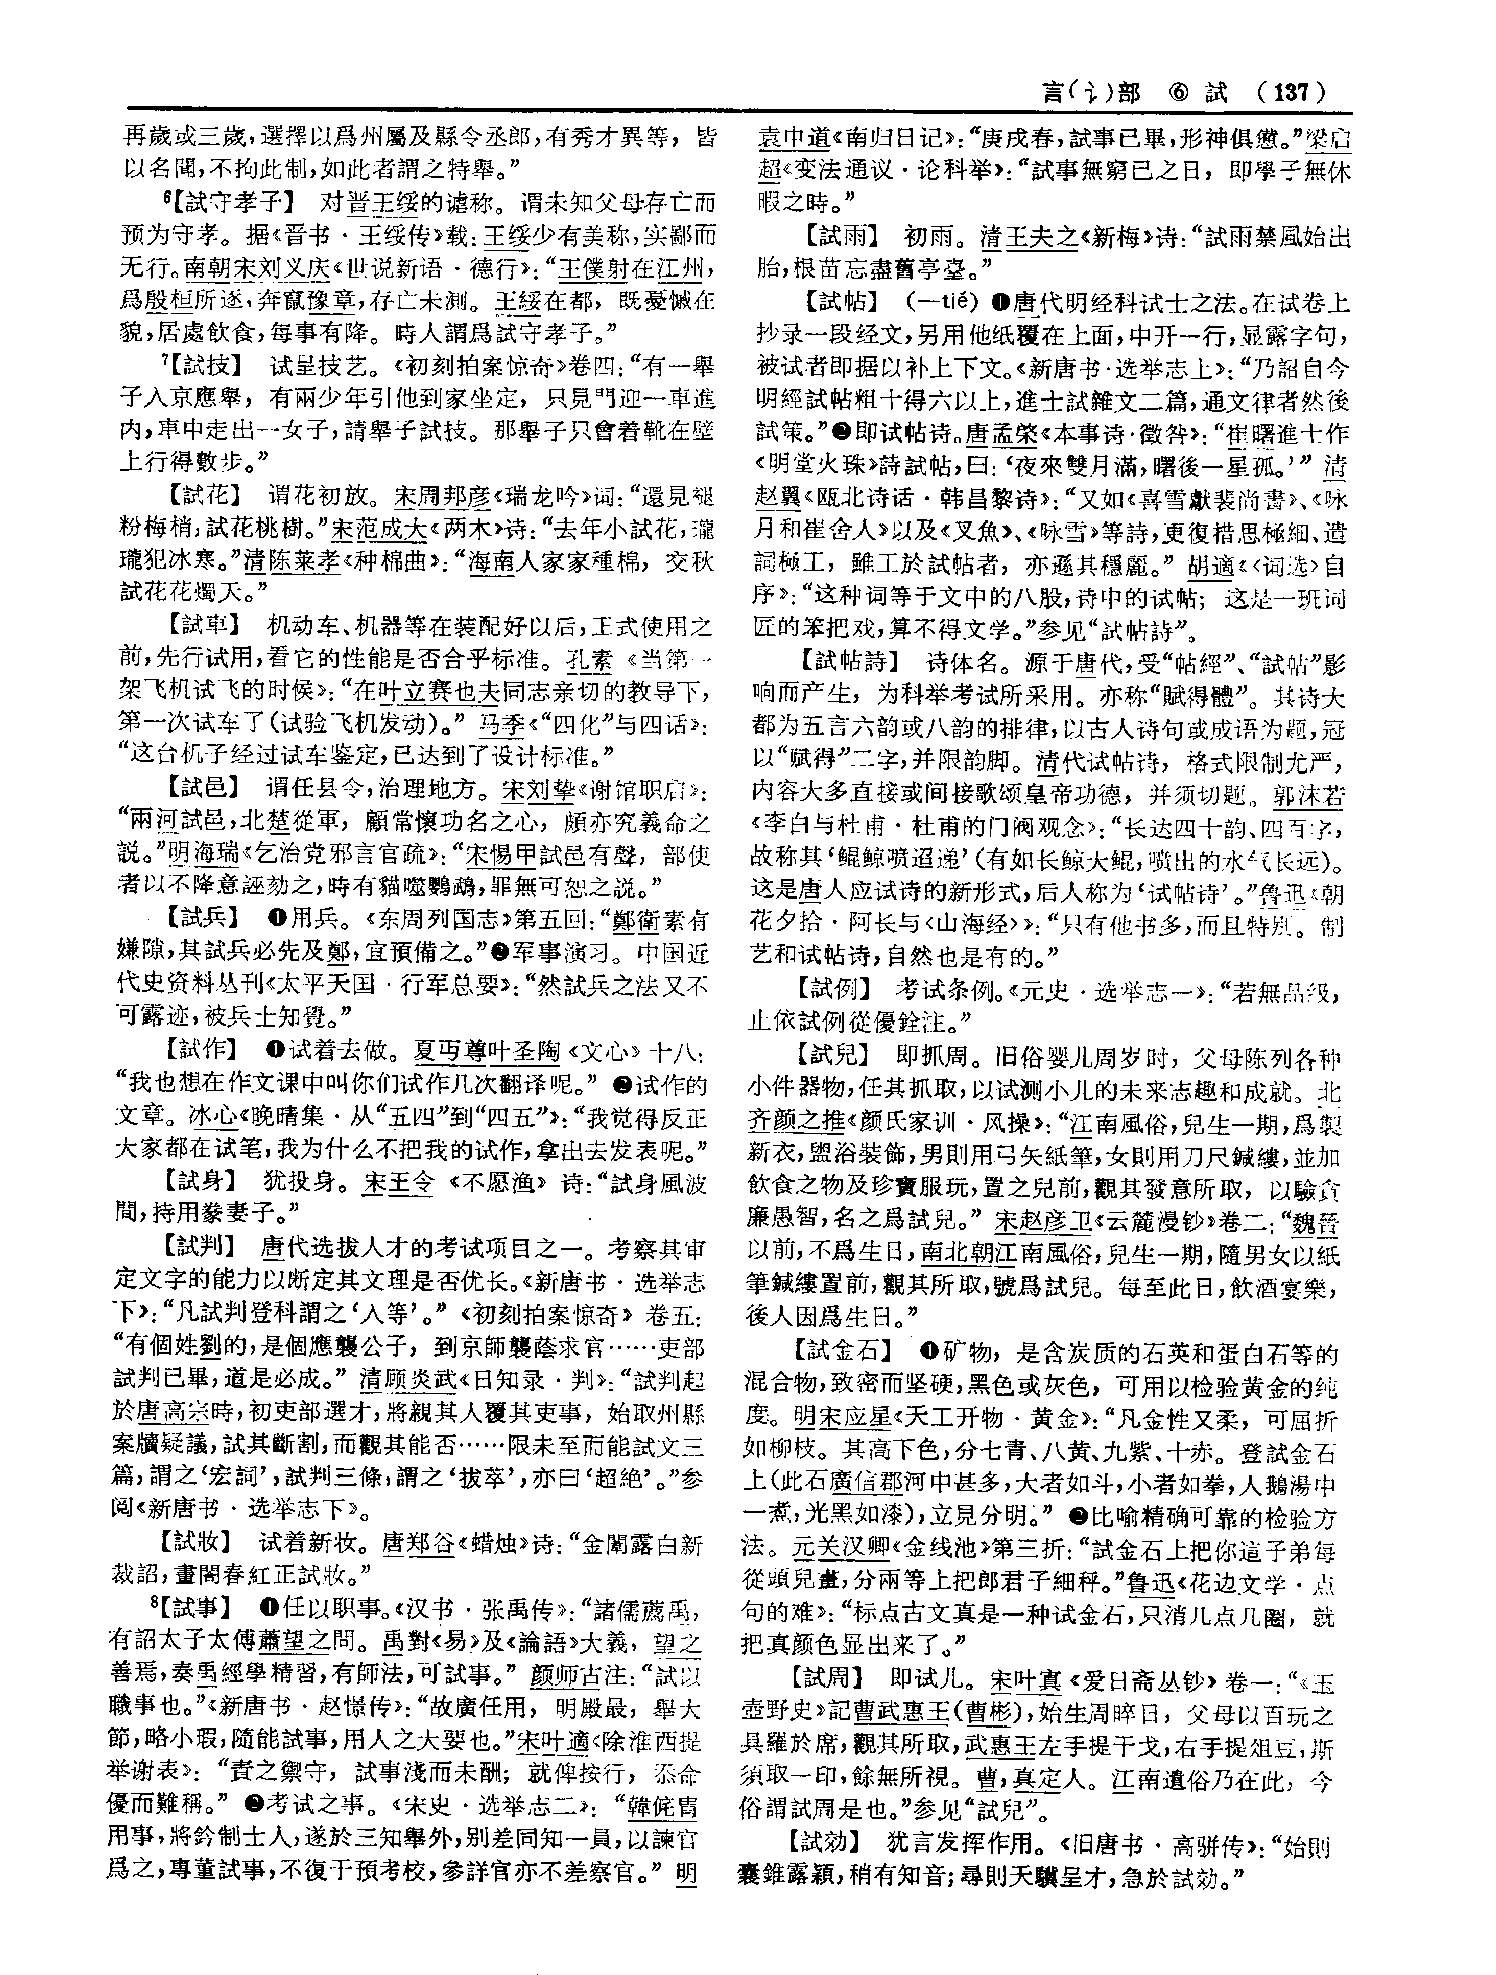 言(讠)部 ⑥ 試 (137)
再歲或三歲,選擇以爲州屬及縣令丞郎,有秀才異等，皆
以名聞,不拘此制,如此者謂之特舉。”
⁶【試守孝子】 对晋王绥的谑称。谓未知父母存亡而
预为守孝。据《晋书·王绥传》载:王绥少有美称,实鄙而
无行。南朝宋刘义庆《世说新语·德行》:“王僕射在江州,
爲殷桓所逐,奔竄豫章,存亡未測。王綏在都，既憂慽在
貌,居處飲食,每事有降。時人謂爲試守孝子。”
⁷【試技】 试呈技艺。《初刻拍案惊奇》卷四:“有一舉
子入京應舉，有兩少年引他到家坐定，只見門迎一車進
内,車中走出一女子,請舉子試技。那舉子只會着靴在壁
上行得數步。”
【試花】 谓花初放。宋周邦彦《瑞龙吟》词:“還見褪
粉梅梢,試花桃樹。”宋范成大《两木》诗:“去年小試花,瓏
瓏犯冰寒。”清陈莱孝《种棉曲》:“海南人家家種棉，交秋
試花花燭天。”
【試車】 机动车、机器等在装配好以后,正式使用之
前,先行试用,看它的性能是否合乎标准。孔素《当第一
架飞机试飞的时候》:“在叶立赛也夫同志亲切的教导下,
第一次试车了(试验飞机发动)。” 马季《“四化”与四话》:
“这台机子经过试车鉴定,已达到了设计标准。”
【試邑】 谓任县令,治理地方。宋刘挚《谢馆职启》:
“兩河試邑,北楚從軍，顧常懷功名之心，頗亦究義命之
説。”明海瑞《乞治党邪言官疏》:“宋惕甲試邑有聲，部使
者以不降意誣劾之,時有貓噬鸚鵡,罪無可恕之説。”
【試兵】 ❶用兵。《东周列国志》第五回:“鄭衛素有
嫌隙,其試兵必先及鄭,宜預備之。”❷军事演习。中国近
代史资料丛刊《太平天国·行军总要》:“然試兵之法又不
可露迹,被兵士知覺。”
【試作】 ❶试着去做。夏丏尊叶圣陶《文心》十八:
“我也想在作文课中叫你们试作几次翻译呢。” ❷试作的
文章。冰心《晚晴集·从“五四”到“四五”》:“我觉得反正
大家都在试笔,我为什么不把我的试作,拿出去发表呢。”
【試身】 犹投身。宋王令《不愿渔》诗:“試身風波
間,持用豢妻子。”
【試判】 唐代选拔人才的考试项目之一。考察其审
定文字的能力以断定其文理是否优长。《新唐书·选举志
下》:“凡試判登科謂之‘入等’。”《初刻拍案惊奇》卷五:
“有個姓劉的,是個應襲公子，到京師襲蔭求官……吏部
試判已畢,道是必成。” 清顾炎武《日知录·判》:“試判起
於唐高宗時,初吏部選才,將親其人覆其吏事，始取州縣
案牘疑議,試其斷割,而觀其能否……限未至而能試文三
篇,謂之‘宏詞’,試判三條,謂之‘拔萃’,亦曰‘超絶’。”参
阅《新唐书·选举志下》。
【試妝】 试着新妆。唐郑谷《蜡烛》诗:“金闈露白新
裁詔,畫閣春紅正試妝。”
⁸【試事】 ❶任以职事。《汉书·张禹传》:“諸儒薦禹,
有詔太子太傅蕭望之問。禹對《易》及《論語》大義，望之
善焉,奏禹經學精習,有師法,可試事。” 颜师古注:“試以
職事也。”《新唐书·赵憬传》:“故廣任用，明殿最，舉大
節,略小瑕,隨能試事,用人之大要也。”宋叶適《除淮西提
举谢表》:“責之禦守，試事淺而未酬；就俾按行，忝命
優而難稱。” ❷考试之事。《宋史·选举志二》:“韓侂胄
用事,將鈐制士人,遂於三知舉外,别差同知一員,以諫官
爲之,專董試事,不復干預考校,參詳官亦不差察官。” 明
袁中道《南归日记》:“庚戌春,試事已畢,形神俱憊。”梁启
超《变法通议·论科举》:“試事無窮已之日，即學子無休
暇之時。”
【試雨】 初雨。清王夫之《新梅》诗:“試雨禁風始出
胎,根苗忘盡舊亭臺。”
【試帖】 (—tiě) ❶唐代明经科试士之法。在试卷上
抄录一段经文,另用他纸覆在上面,中开一行,显露字句,
被试者即据以补上下文。《新唐书·选举志上》:“乃詔自今
明經試帖粗十得六以上,進士試雜文二篇,通文律者然後
試策。”❷即试帖诗。唐孟棨《本事诗·徵咎》:“崔曙進士作
《明堂火珠》詩試帖,曰:‘夜來雙月滿,曙後一星孤。’” 清
赵翼《瓯北诗话·韩昌黎诗》:“又如《喜雪獻裴尚書》、《咏
月和崔舍人》以及《叉魚》、《咏雪》等詩,更復措思極細、遣
詞極工，雖工於試帖者，亦遜其穩麗。” 胡適《〈词选〉自
序》:“这种词等于文中的八股,诗中的试帖；这是一班词
匠的笨把戏,算不得文学。”参见“試帖詩”。
【試帖詩】 诗体名。源于唐代,受“帖經”、“試帖”影
响而产生，为科举考试所采用。亦称“賦得體”。其诗大
都为五言六韵或八韵的排律,以古人诗句或成语为题,冠
以“赋得”二字,并限韵脚。清代试帖诗，格式限制尤严,
内容大多直接或间接歌颂皇帝功德，并须切题。郭沫若
《李白与杜甫·杜甫的门阀观念》:“长达四十韵、四百字,
故称其‘鲲鲸喷迢递’(有如长鲸大鲲,喷出的水气长远)。
这是唐人应试诗的新形式,后人称为‘试帖诗’。”鲁迅《朝
花夕拾·阿长与〈山海经〉》:“只有他书多,而且特别。制
艺和试帖诗,自然也是有的。”
【試例】 考试条例。《元史·选举志一》:“若無品级,
止依試例從優銓注。”
【試兒】 即抓周。旧俗婴儿周岁时，父母陈列各种
小件器物,任其抓取,以试测小儿的未来志趣和成就。北
齐颜之推《颜氏家训·风操》:“江南風俗,兒生一期,爲製
新衣,盥浴裝飾,男則用弓矢紙筆,女則用刀尺鍼縷,並加
飲食之物及珍寶服玩,置之兒前,觀其發意所取，以驗貪
廉愚智,名之爲試兒。” 宋赵彦卫《云麓漫钞》卷二:“魏晉
以前,不爲生日,南北朝江南風俗,兒生一期,隨男女以紙
筆鍼縷置前,觀其所取,號爲試兒。每至此日,飲酒宴樂,
後人因爲生日。”
【試金石】 ❶矿物，是含炭质的石英和蛋白石等的
混合物,致密而坚硬,黑色或灰色，可用以检验黄金的纯
度。明宋应星《天工开物·黄金》:“凡金性又柔，可屈折
如柳枝。其高下色,分七青、八黄、九紫、十赤。登試金石
上(此石廣信郡河中甚多,大者如斗,小者如拳,入鵝湯中
一煮,光黑如漆),立見分明。” ❷比喻精确可靠的检验方
法。元关汉卿《金线池》第三折:“試金石上把你這子弟每
從頭兒畫,分兩等上把郎君子細秤。”鲁迅《花边文学·点
句的难》:“标点古文真是一种试金石,只消几点几圈，就
把真颜色显出来了。”
【試周】 即试儿。宋叶真《爱日斋丛钞》卷一:“《玉
壺野史》記曹武惠王(曹彬),始生周晬日，父母以百玩之
具羅於席,觀其所取,武惠王左手提干戈,右手提俎豆,斯
須取一印,餘無所視。曹,真定人。江南遺俗乃在此，今
俗謂試周是也。”参见“試兒”。
【試効】 犹言发挥作用。《旧唐书·高骈传》:“始則
囊錐露穎,稍有知音;尋則天驥呈才,急於試効。”